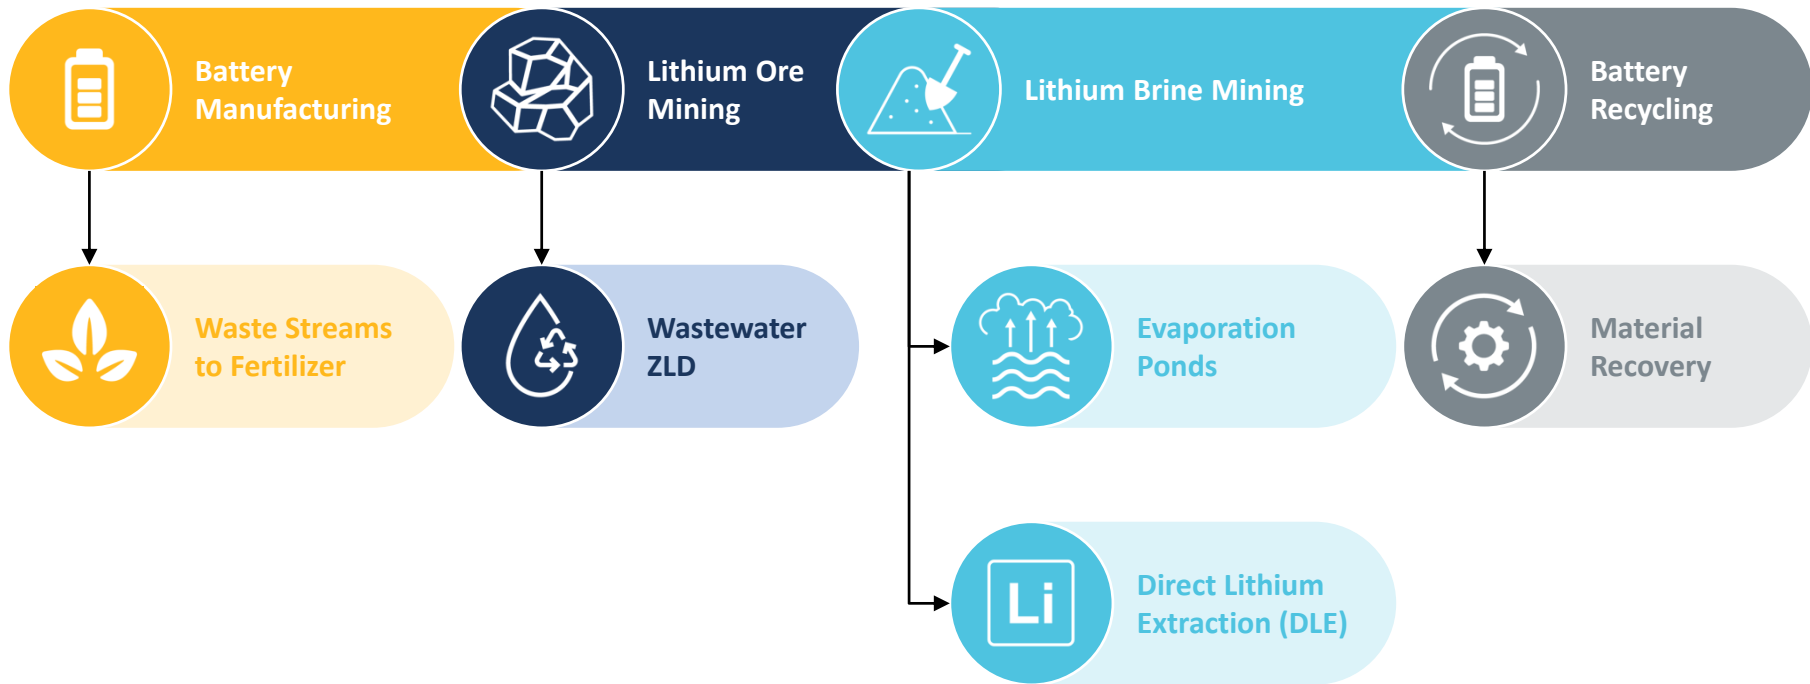 Battery
Manufacturing
Lithium Ore
Mining
Lithium Brine Mining
Battery
Recycling
Waste Streams
to Fertilizer
Wastewater
ZLD
Evaporation
Ponds
Material
Recovery
Li
Direct Lithium
Extraction (DLE)